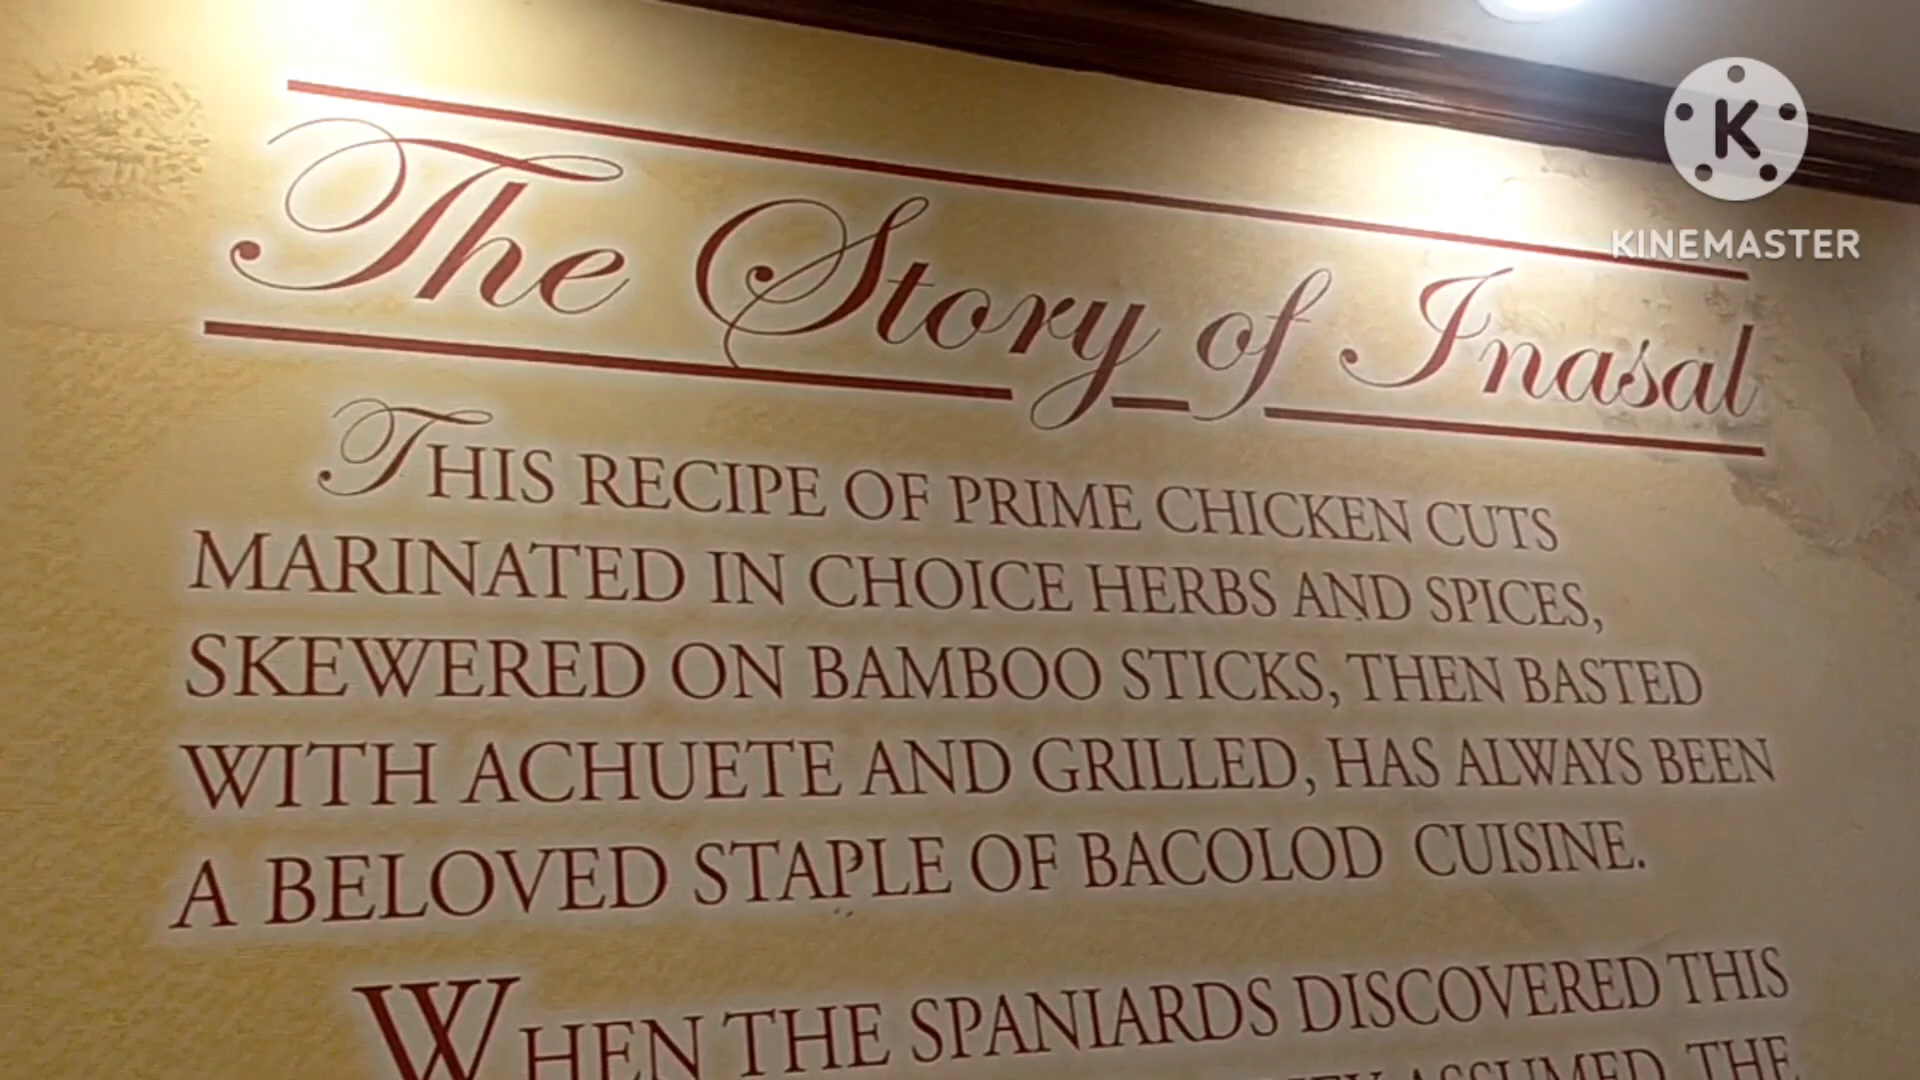 K
KINEMASTER
The Story of Inasal
THIS RECIPE OF PRIME CHICKEN CUTS
MARINATED IN CHOICE HERBS AND SPICES,
SKEWERED ON BAMBOO STICKS, THEN BASTED
WITH ACHUETE AND GRILLED, HAS ALWAYS BEEN
A BELOVED STAPLE OF BACOLOD CUISINE.
WHEN THE SPANIARDS DISCOVERED THIS
ASSUMED THE